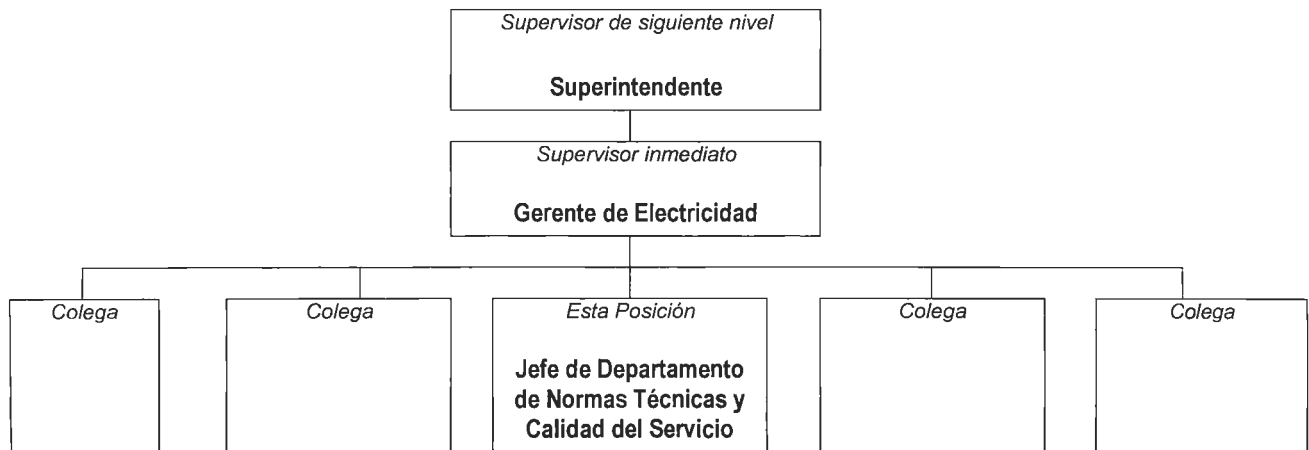 Supervisor de siguiente nivel
Superintendente
Supervisor inmediato
Gerente de Electricidad
Colega
Colega
Esta Posición
Jefe de Departamento
de Normas Técnicas y
Calidad del Servicio
Colega
Colega